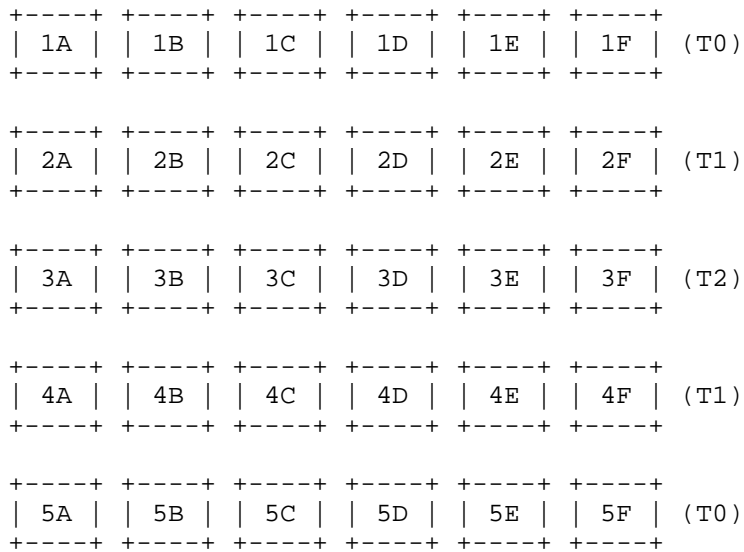 +----+ +----+ +----+ +----+ +----+ +----+
| 1A | | 1B | | 1C | | 1D | | 1E | | 1F | (T0)
+----+ +----+ +----+ +----+ +----+ +----+
+----+ +----+ +----+ +----+ +----+ +----+
| 2A | | 2B | | 2C | | 2D | | 2E | | 2F | (T1)
+----+ +----+ +----+ +----+ +----+ +----+
+----+ +----+ +----+ +----+ +----+ +----+
| 3A | | 3B | | 3C | | 3D | | 3E | | 3F | (T2)
+----+ +----+ +----+ +----+ +----+ +----+
+----+ +----+ +----+ +----+ +----+ +----+
| 4A | | 4B | | 4C | | 4D | | 4E | | 4F | (T1)
+----+ +----+ +----+ +----+ +----+ +----+
+----+ +----+ +----+ +----+ +----+ +----+
| 5A | | 5B | | 5C | | 5D | | 5E | | 5F | (T0)
+----+ +----+ +----+ +----+ +----+ +----+